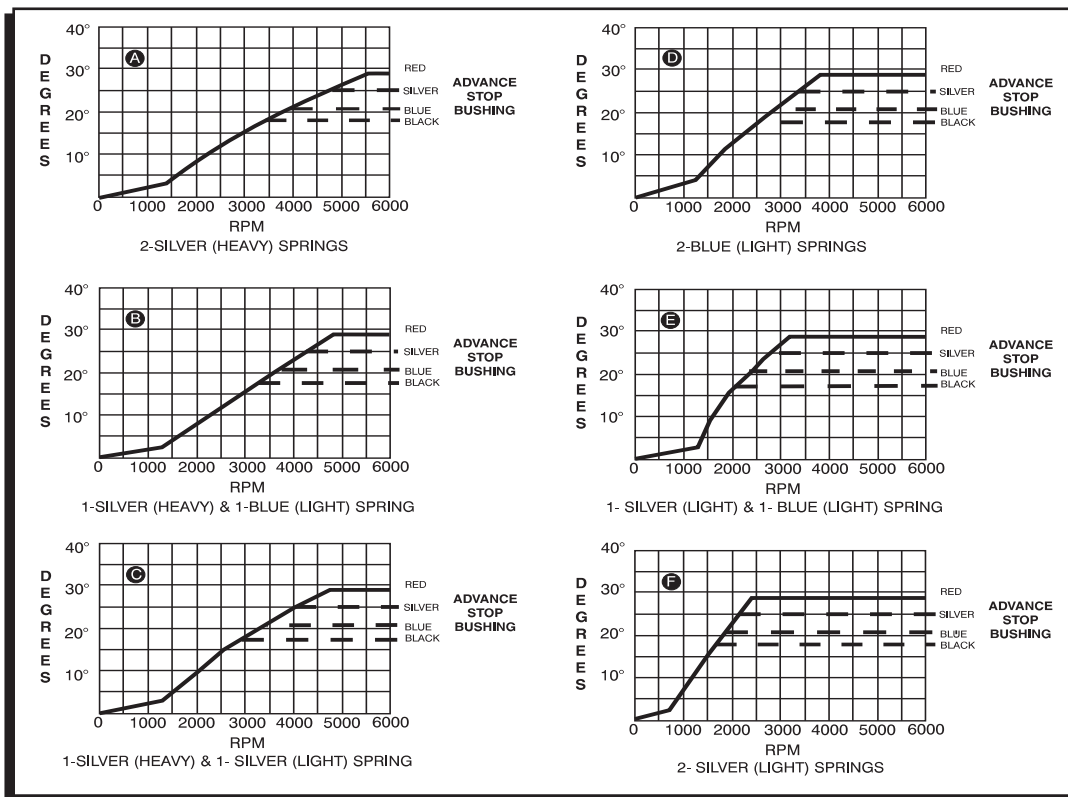 A
40°
30°
20°
10°
DEGREES
0 1000 2000 3000 4000 5000 6000
RPM
2-SILVER (HEAVY) SPRINGS
RED
SILVER
BLUE
BLACK
ADVANCE
STOP
BUSHING
D
40°
30°
20°
10°
DEGREES
0 1000 2000 3000 4000 5000 6000
RPM
2-BLUE (LIGHT) SPRINGS
RED
SILVER
BLUE
BLACK
ADVANCE
STOP
BUSHING
B
40°
30°
20°
10°
DEGREES
0 1000 2000 3000 4000 5000 6000
RPM
1-SILVER (HEAVY) & 1-BLUE (LIGHT) SPRING
RED
SILVER
BLUE
BLACK
ADVANCE
STOP
BUSHING
E
40°
30°
20°
10°
DEGREES
0 1000 2000 3000 4000 5000 6000
RPM
1- SILVER (LIGHT) & 1- BLUE (LIGHT) SPRING
RED
SILVER
BLUE
BLACK
ADVANCE
STOP
BUSHING
C
40°
30°
20°
10°
DEGREES
0 1000 2000 3000 4000 5000 6000
RPM
1-SILVER (HEAVY) & 1- SILVER (LIGHT) SPRING
RED
SILVER
BLUE
BLACK
ADVANCE
STOP
BUSHING
F
40°
30°
20°
10°
DEGREES
0 1000 2000 3000 4000 5000 6000
RPM
2- SILVER (LIGHT) SPRINGS
RED
SILVER
BLUE
BLACK
ADVANCE
STOP
BUSHING